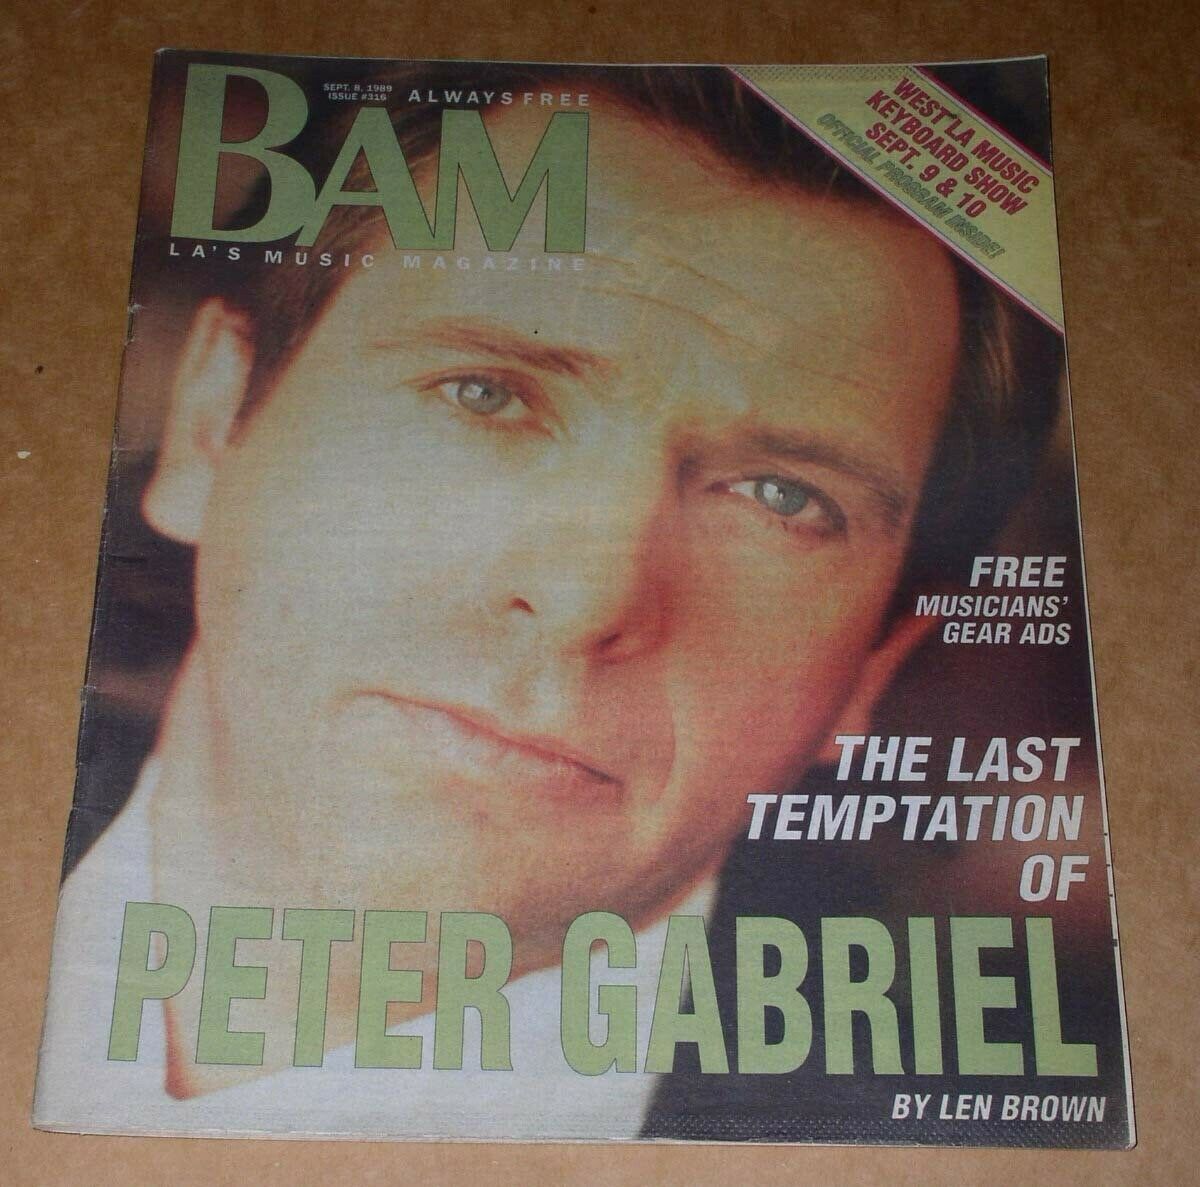 SEPT. 8, 1989
ISSUE #316
ALWAYS FREE
BAM
LA'S MUSIC MAGAZINE
WEST LA MUSIC
KEYBOARD SHOW
SEPT. 9 & 10
OFFICIAL PROGRAM INSIDE!
FREE
MUSICIANS'
GEAR ADS
THE LAST
TEMPTATION
OF
PETER GABRIEL
BY LEN BROWN